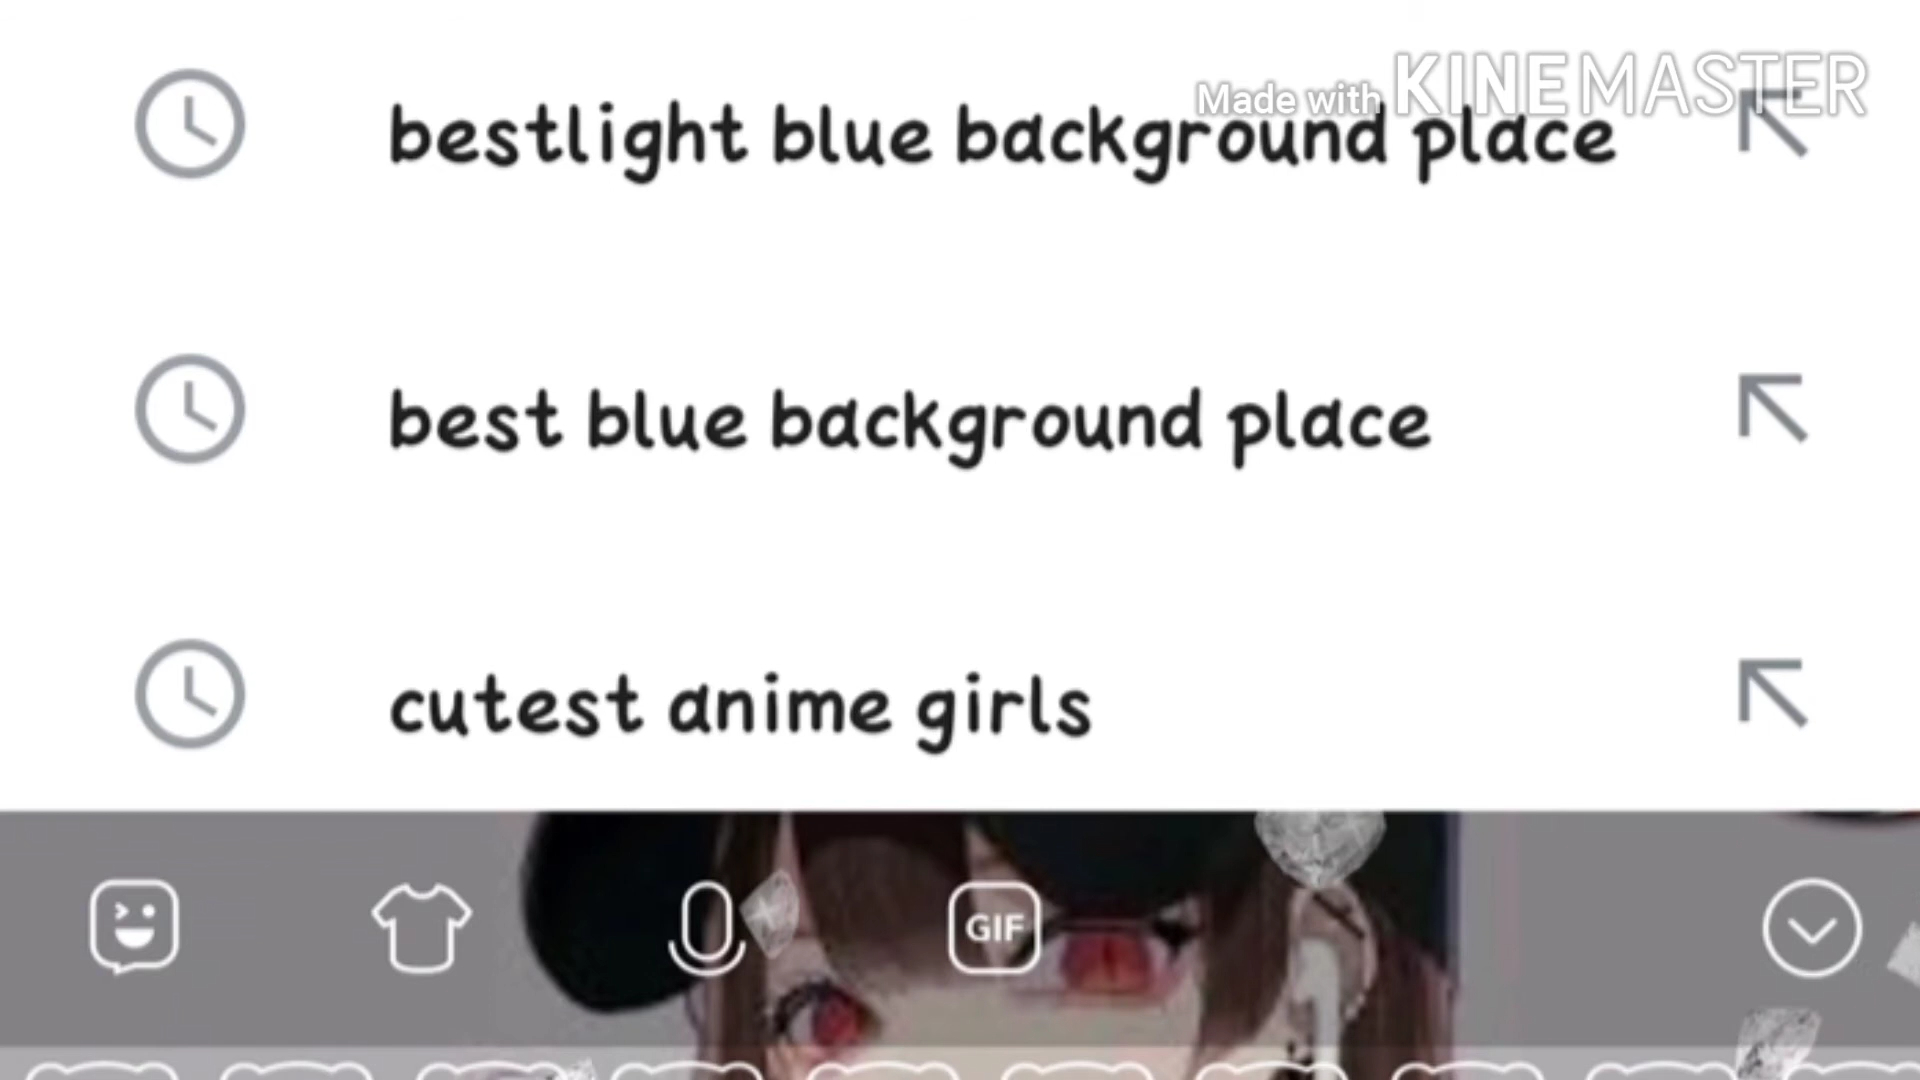 Made with KINEMASTER
bestlight blue background place
best blue background place
cutest anime girls
GIF